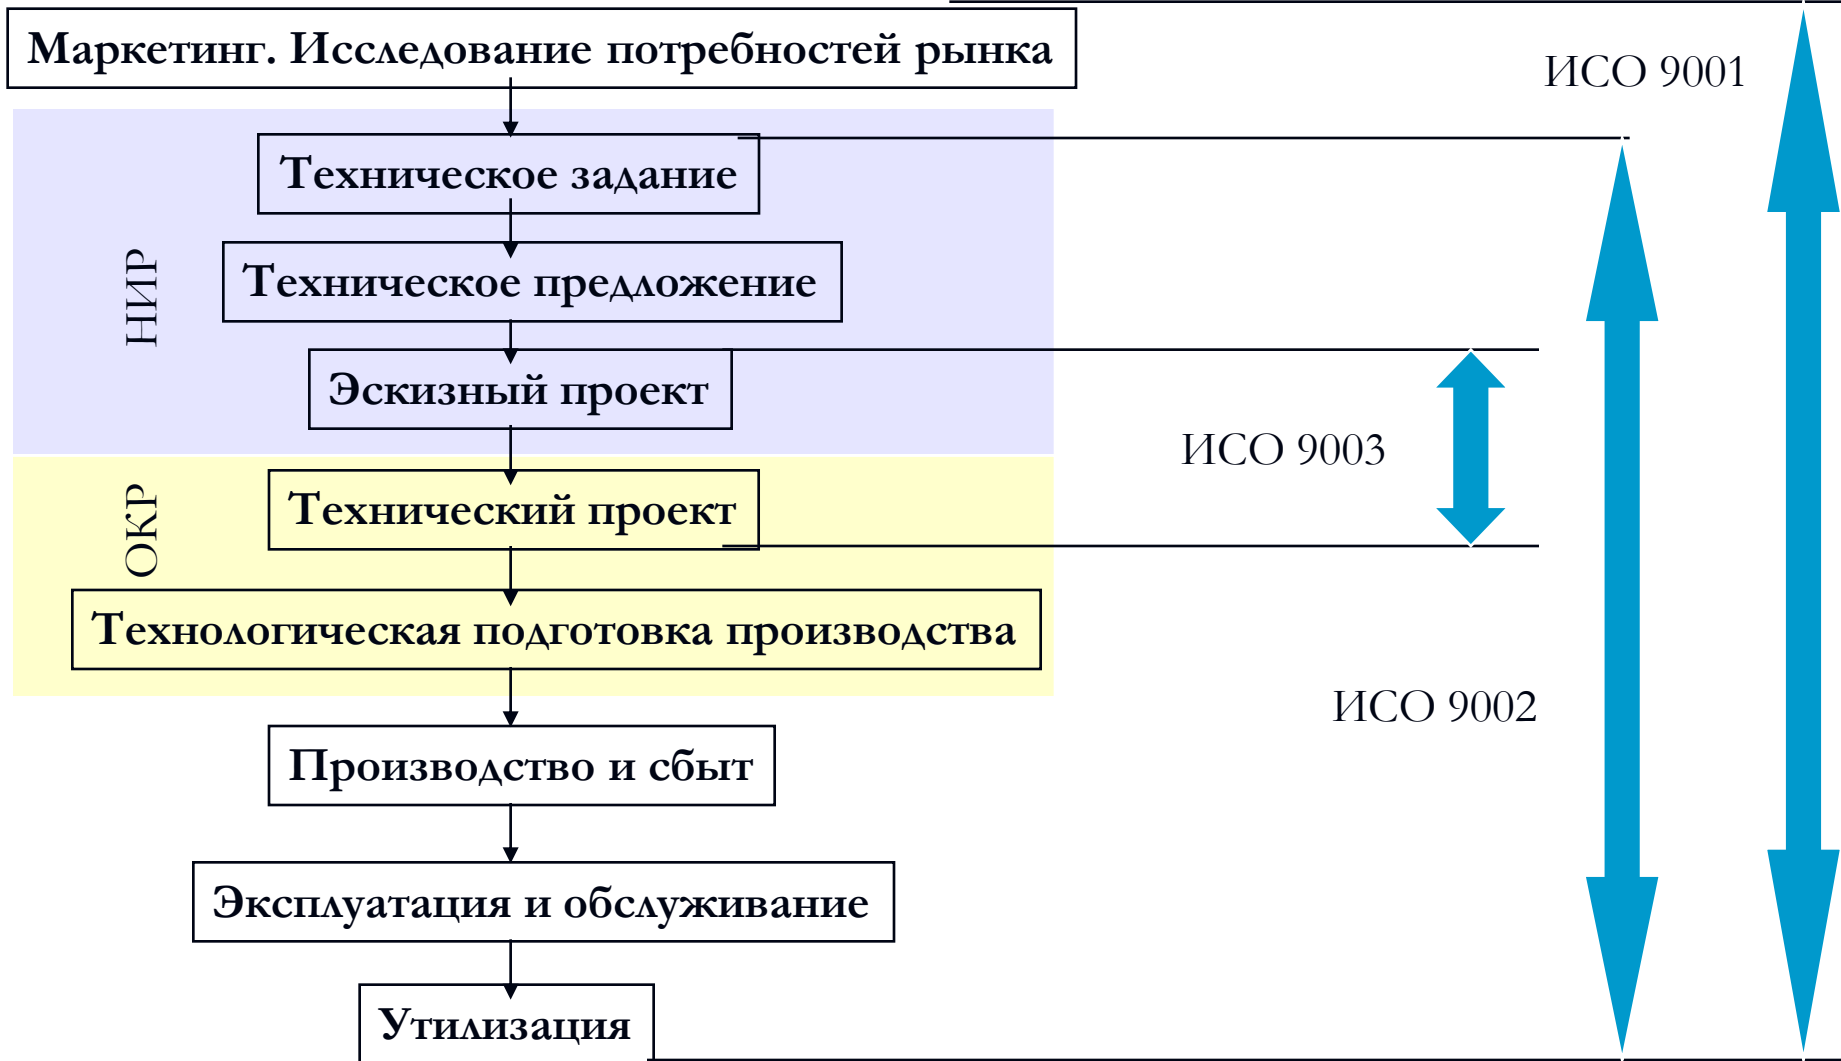 Маркетинг. Исследование потребностей рынка
ИСО 9001
Техническое задание
НИР
Техническое предложение
Эскизный проект
ИСО 9003
ОКР
Технический проект
Технологическая подготовка производства
ИСО 9002
Производство и сбыт
Эксплуатация и обслуживание
Утилизация